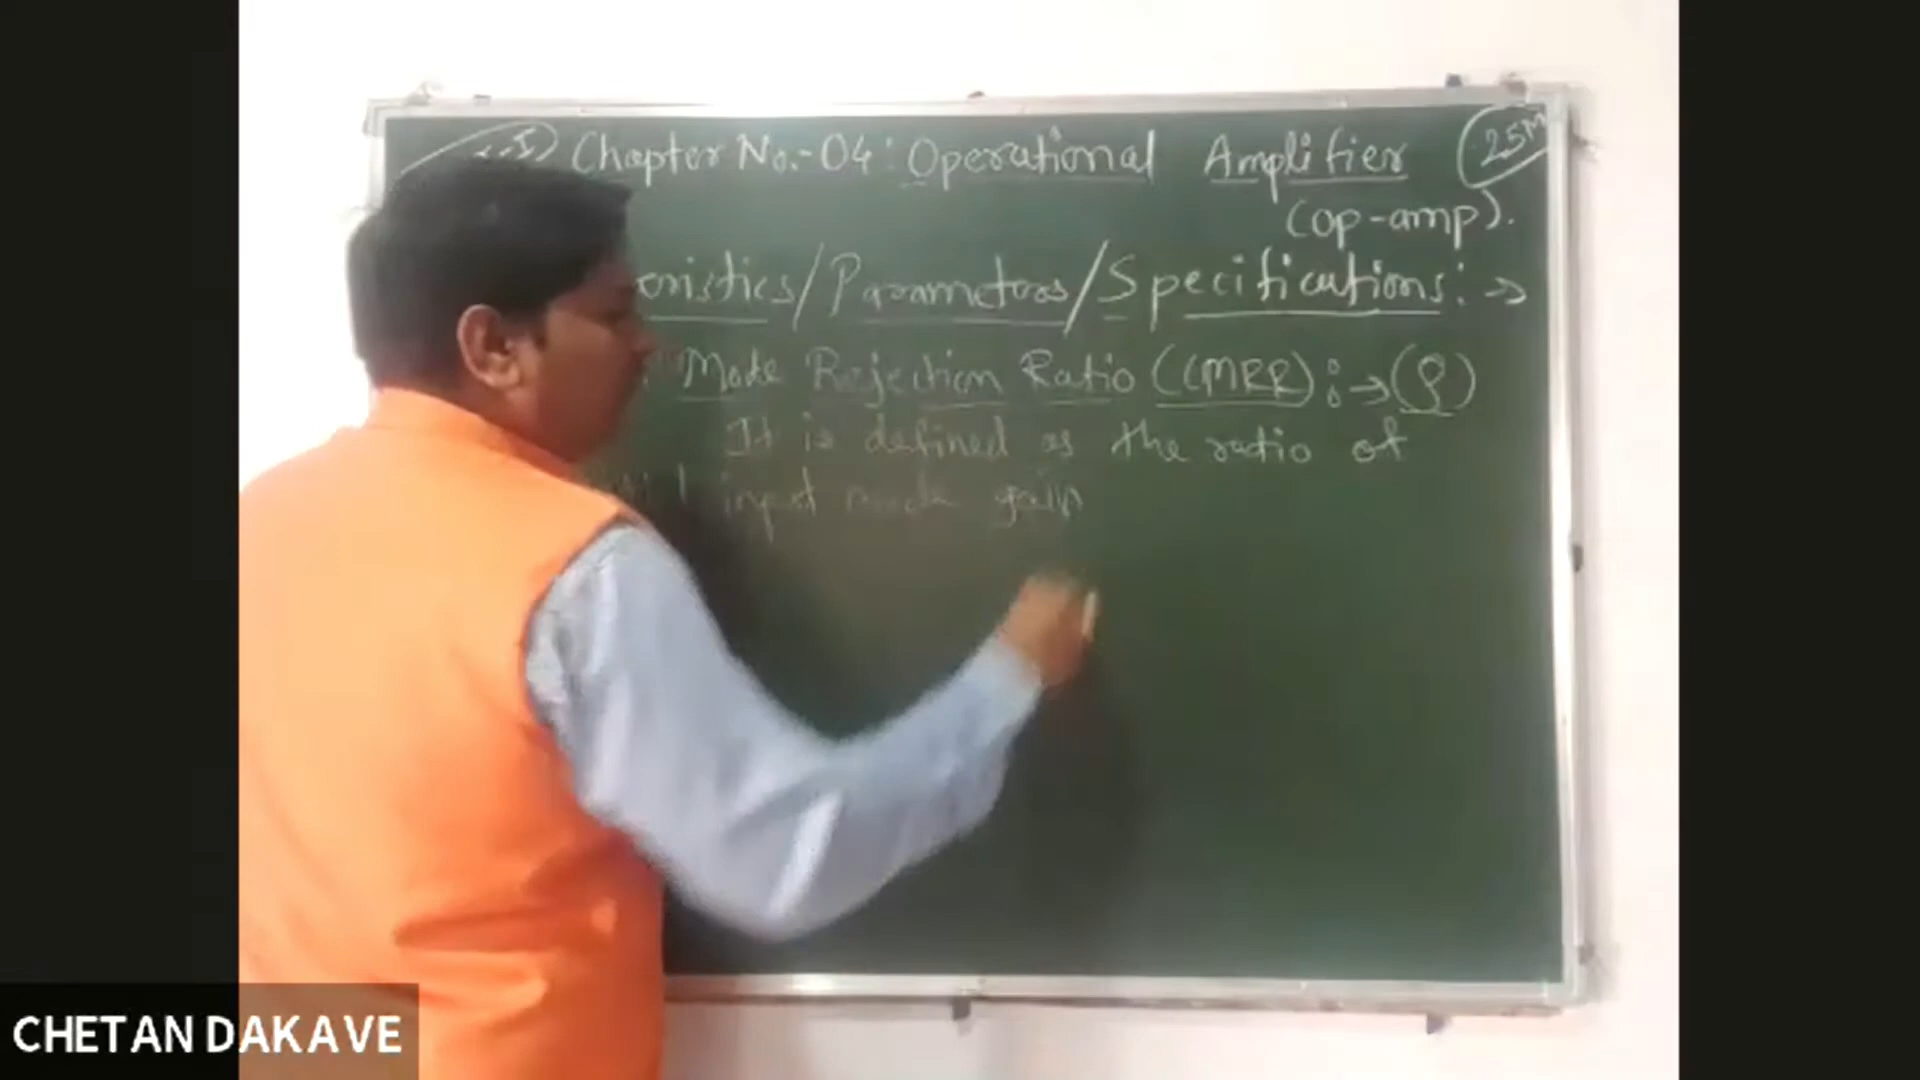 Chapter No.-04: Operational Amplifier 25M
(op-amp).
eristics/Parameters/Specifications:→
Mode Rejection Ratio (CMRR):→(ρ)
It is defined as the ratio of
input mode gain
CHETAN DAKAVE